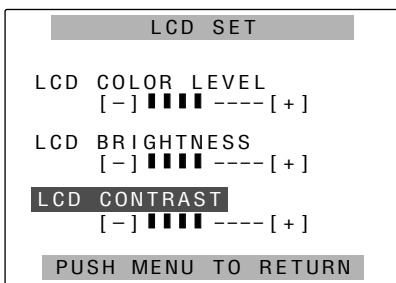 LCD SET
LCD COLOR LEVEL
[−]▮▮▮▮----[+]
LCD BRIGHTNESS
[−]▮▮▮▮----[+]
LCD CONTRAST
[−]▮▮▮▮----[+]
PUSH MENU TO RETURN